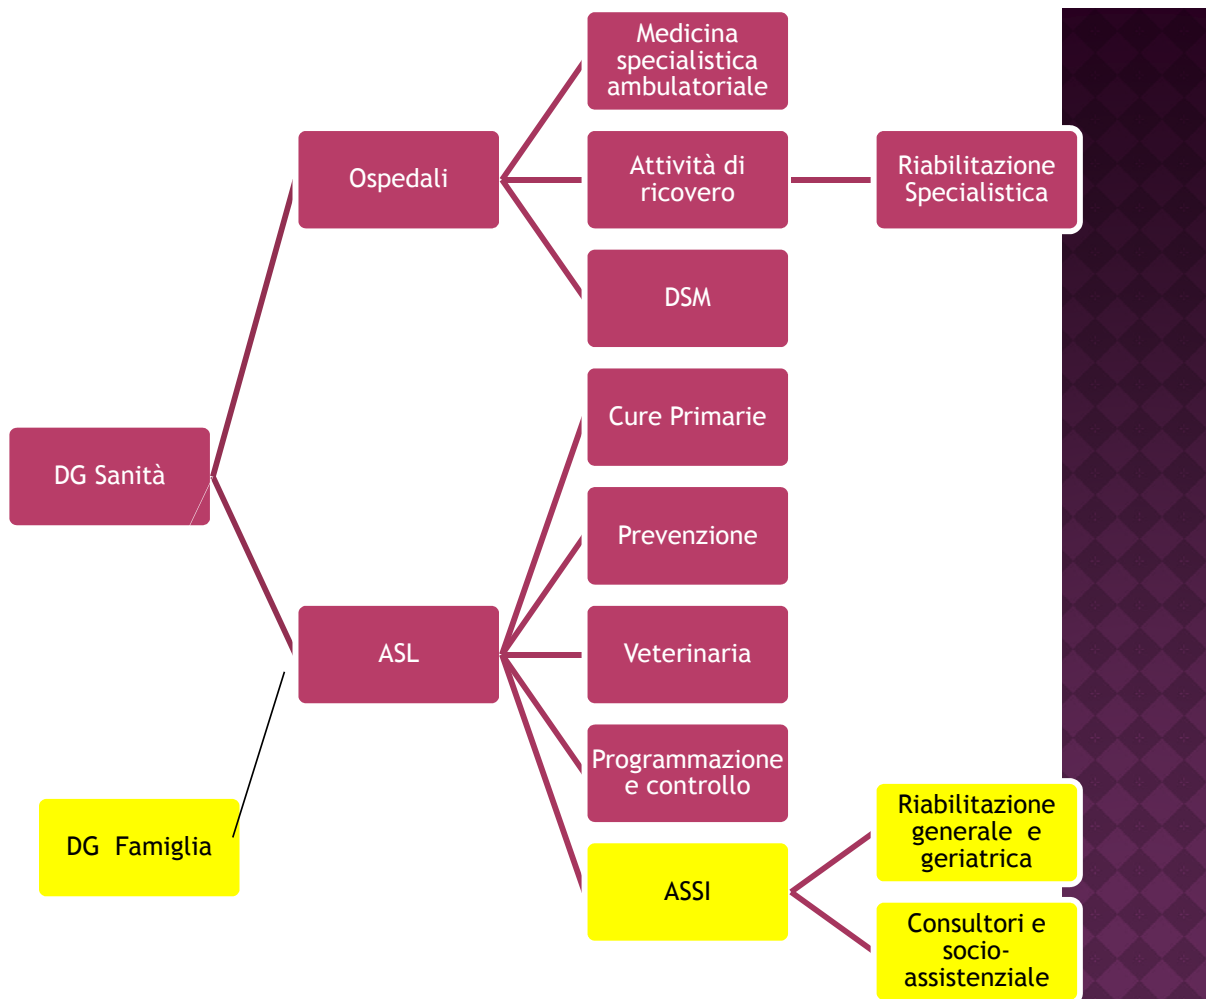 Medicina
specialistica
ambulatoriale
Ospedali
Attività di
ricovero
Riabilitazione
Specialistica
DSM
Cure Primarie
DG Sanità
Prevenzione
ASL
Veterinaria
Programmazione
e controllo
DG Famiglia
Riabilitazione
generale e
geriatrica
ASSI
Consultori e
socio-
assistenziale